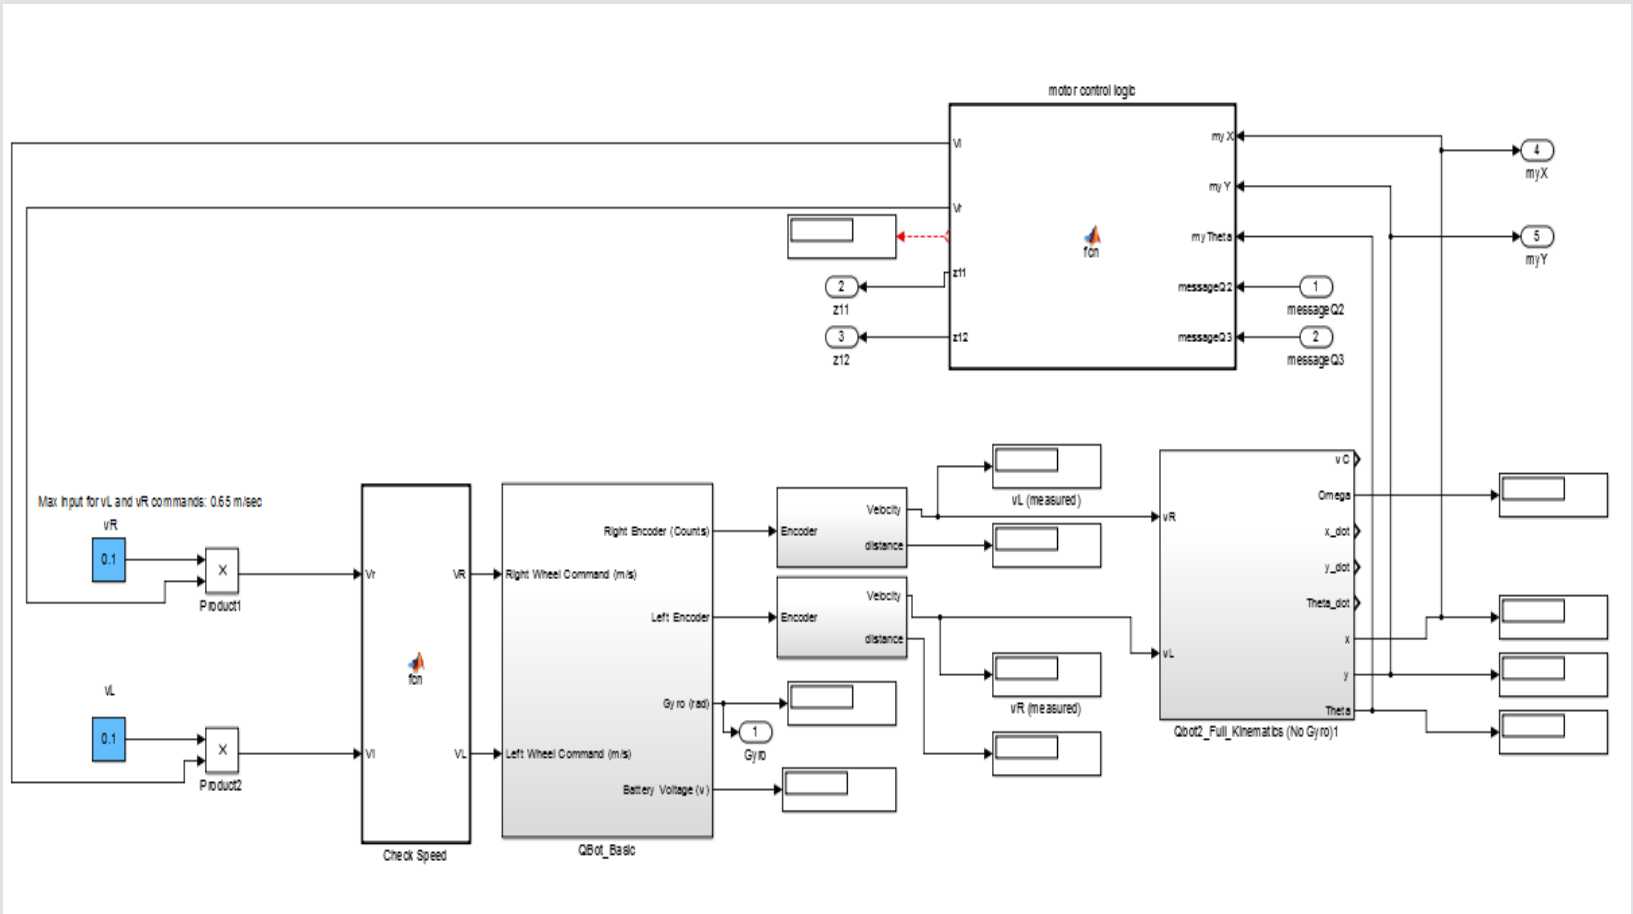 motor control logic
Vl
my X
4
myX
my Y
Vr
my Theta
5
myY
fcn
z11
2
z11
messageQ2
1
messageQ2
z12
3
z12
messageQ3
2
messageQ3
Max input for vL and vR commands: 0.65 m/sec
vR
0.1
X
Product1
vL
0.1
X
Product2
Vr
VR
fcn
Vl
VL
Check Speed
Right Encoder (Counts)
Right Wheel Command (m/s)
Left Encoder
Gyro (rad)
Left Wheel Command (m/s)
Battery Voltage (v)
QBot_Basic
Velocity
Encoder
distance
Velocity
Encoder
distance
1
Gyro
vL (measured)
vR (measured)
vR
vL
vC
Omega
x_dot
y_dot
Theta_dot
x
y
Theta
Qbot2_Full_Kinematics (No Gyro)1